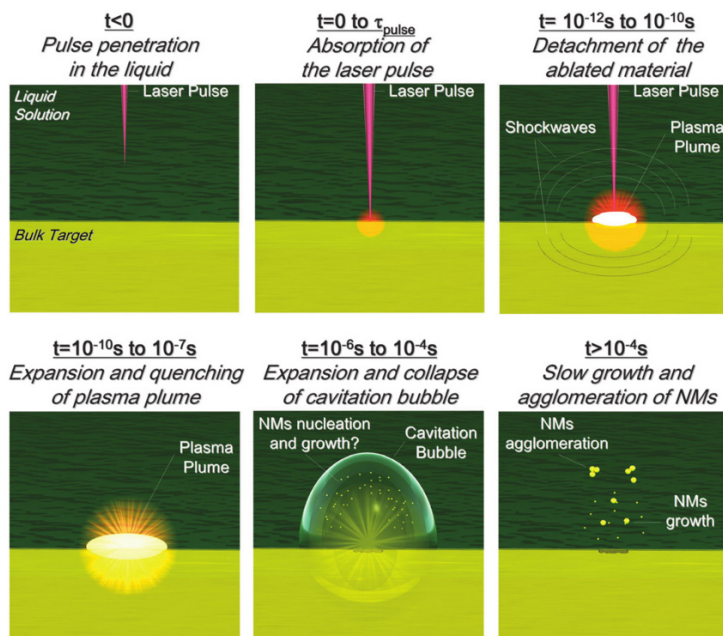 t<0
Pulse penetration
in the liquid
Liquid
Solution
Laser Pulse
Bulk Target
t=0 to τpulse
Absorption of
the laser pulse
Laser Pulse
t= 10⁻¹²s to 10⁻¹⁰s
Detachment of the
ablated material
Laser Pulse
Shockwaves
Plasma
Plume
t=10⁻¹⁰s to 10⁻⁷s
Expansion and quenching
of plasma plume
Plasma
Plume
t=10⁻⁶s to 10⁻⁴s
Expansion and collapse
of cavitation bubble
NMs nucleation
and growth?
Cavitation
Bubble
t>10⁻⁴s
Slow growth and
agglomeration of NMs
NMs
agglomeration
NMs
growth